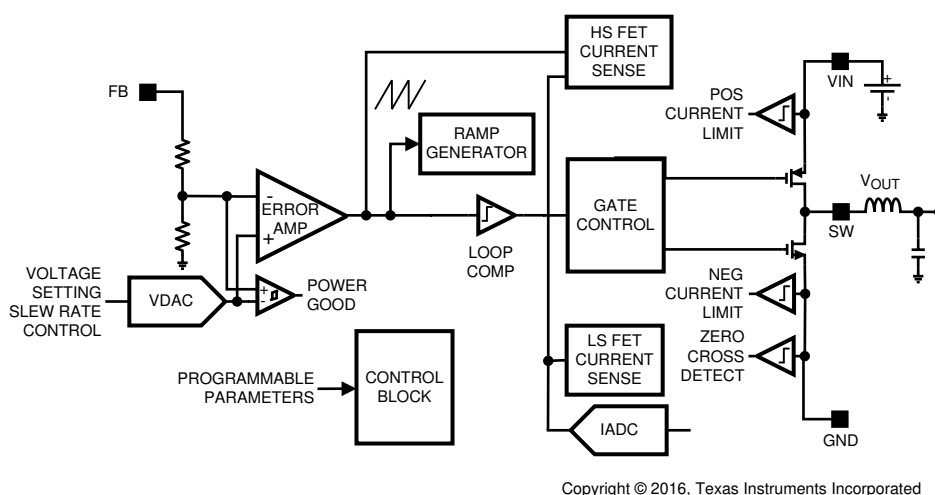 HS FET
CURRENT
SENSE
VIN
+
-
FB
POS
CURRENT
LIMIT
RAMP
GENERATOR
-
ERROR
AMP
+
LOOP
COMP
GATE
CONTROL
VOUT
SW
VOLTAGE
SETTING
SLEW RATE
CONTROL
VDAC
+
-
POWER
GOOD
NEG
CURRENT
LIMIT
ZERO
CROSS
DETECT
LS FET
CURRENT
SENSE
PROGRAMMABLE
PARAMETERS
CONTROL
BLOCK
IADC
GND
Copyright © 2016, Texas Instruments Incorporated